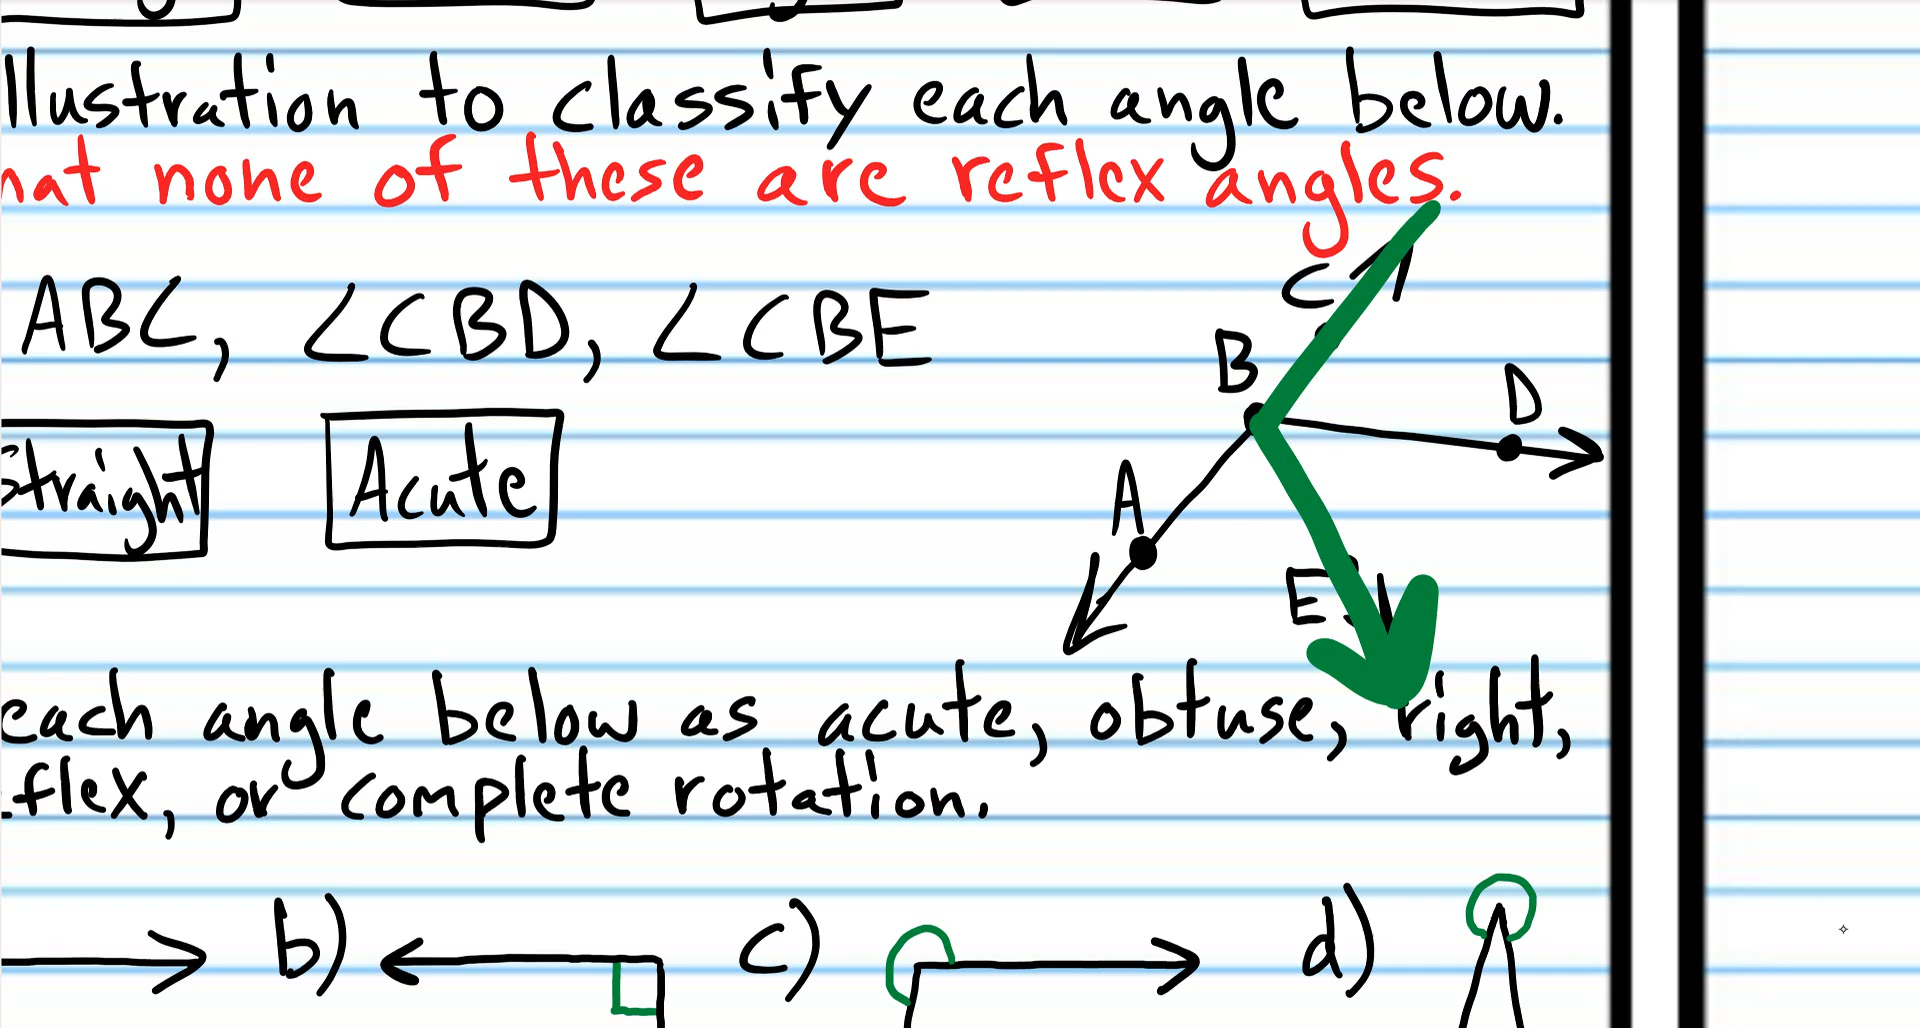 llustration to classify each angle below.
hat none of these are reflex angles.
ABC, ∠CBD, ∠CBE
Straight Acute
C
B
D
A
E
each angle below as acute, obtuse, right,
flex, or complete rotation.
b) c) d)